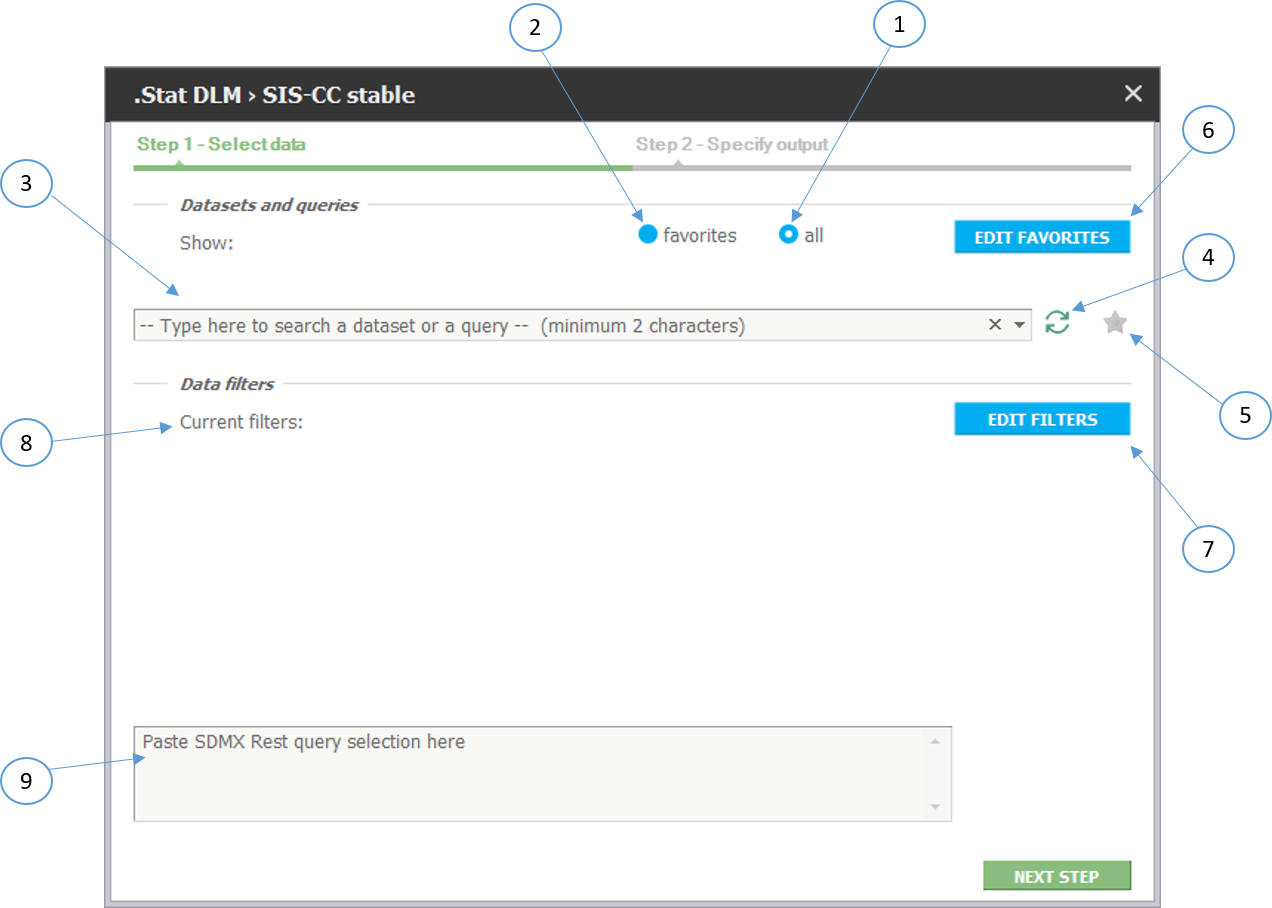 2
1
.Stat DLM › SIS-CC stable
6
Step 1 - Select data
Step 2 - Specify output
3
Datasets and queries
Show:
favorites
all
EDIT FAVORITES
4
-- Type here to search a dataset or a query -- (minimum 2 characters)
Data filters
5
8
Current filters:
EDIT FILTERS
7
Paste SDMX Rest query selection here
9
NEXT STEP